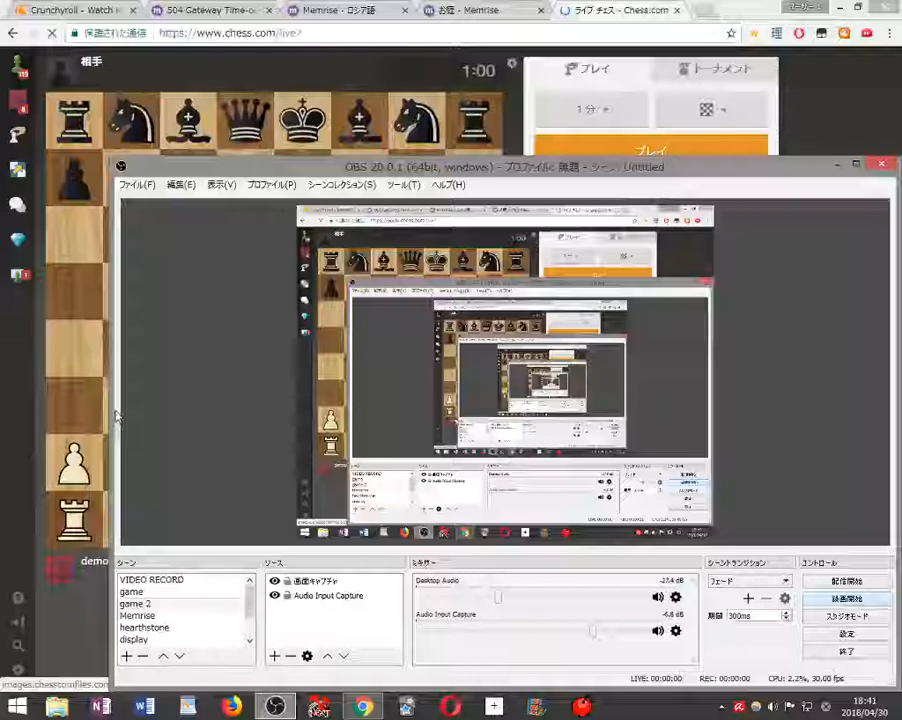 Crunchyroll - Watch H
504 Gateway Time-o
Memrise - ロシア語
お庭 - Memrise
ライブ チェス - Chess.com
保護された通信
https://www.chess.com/live?
相手
1:00
プレイ
トーナメント
1 分
プレイ
OBS 20.0.1 (64bit, windows) - プロファイル: 無題 - シーン: Untitled
ファイル(F)
編集(E)
表示(V)
プロファイル(P)
シーンコレクション(S)
ツール(T)
ヘルプ(H)
demo
シーン
ソース
ミキサー
シーントランジション
コントロール
VIDEO RECORD
game
game 2
Memrise
hearthstone
display
画面キャプチャ
Audio Input Capture
Desktop Audio
-27.4 dB
Audio Input Capture
-6.8 dB
フェード
期間
300ms
配信開始
録画開始
スタジオモード
設定
終了
LIVE: 00:00:00
REC: 00:00:00
CPU: 2.2%, 30.00 fps
images.chesscomfiles.com
18:41
2018/04/30